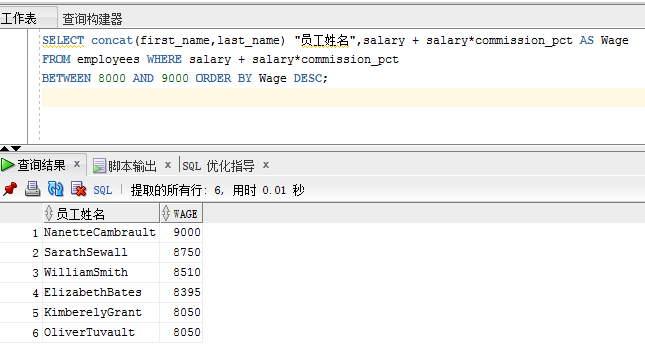 工作表 查询构建器
SELECT concat(first_name,last_name) "员工姓名",salary + salary*commission_pct AS Wage
FROM employees WHERE salary + salary*commission_pct
BETWEEN 8000 AND 9000 ORDER BY Wage DESC;
查询结果 x 脚本输出 x SQL 优化指导 x
SQL 提取的所有行: 6, 用时 0.01 秒
员工姓名 WAGE
1 NanetteCambrault 9000
2 SarathSewall 8750
3 WilliamSmith 8510
4 ElizabethBates 8395
5 KimberelyGrant 8050
6 OliverTuvault 8050